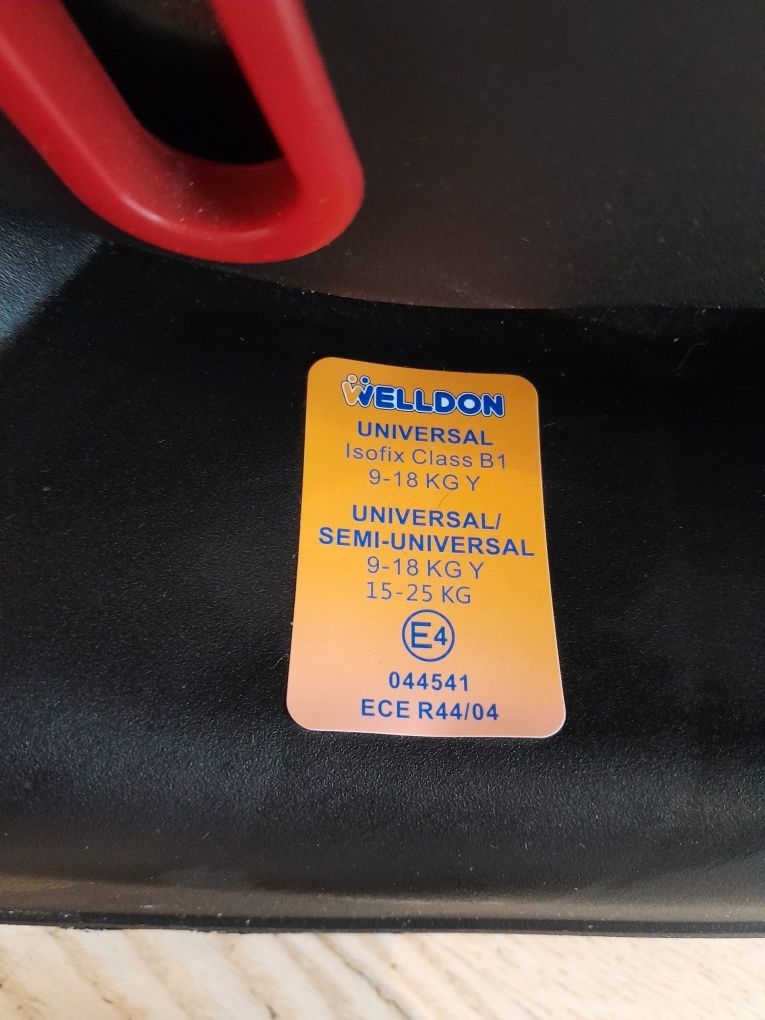 WELLDON
UNIVERSAL
Isofix Class B1
9-18 KG Y
UNIVERSAL/
SEMI-UNIVERSAL
9-18 KG Y
15-25 KG
E4
044541
ECE R44/04